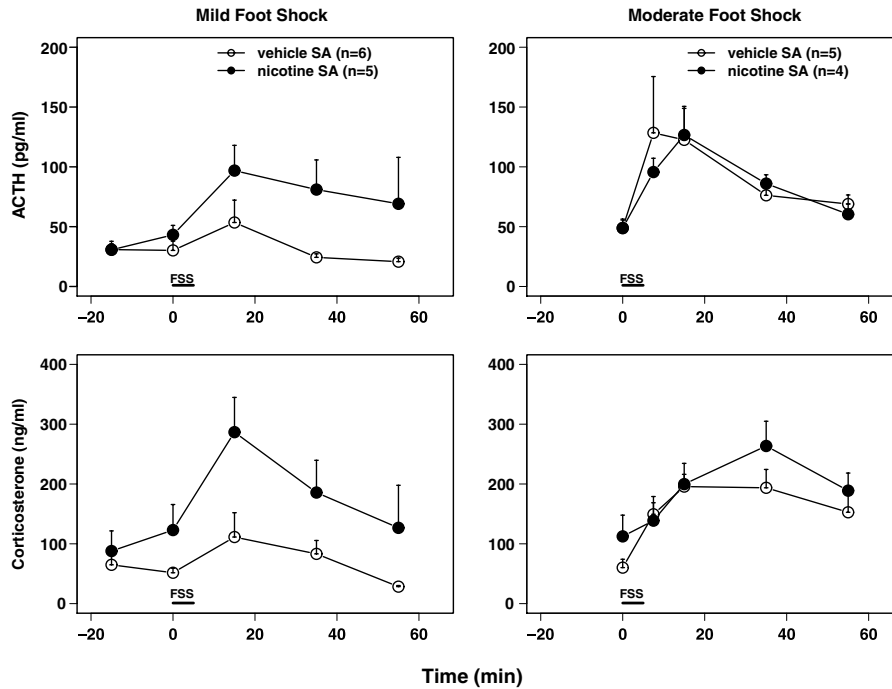 Mild Foot Shock
Moderate Foot Shock
200
150
100
50
0
ACTH (pg/ml)
vehicle SA (n=6)
nicotine SA (n=5)
FSS
−20 0 20 40 60
vehicle SA (n=5)
nicotine SA (n=4)
200
150
100
50
0
FSS
−20 0 20 40 60
400
300
200
100
0
Corticosterone (ng/ml)
FSS
−20 0 20 40 60
400
300
200
100
0
FSS
−20 0 20 40 60
Time (min)